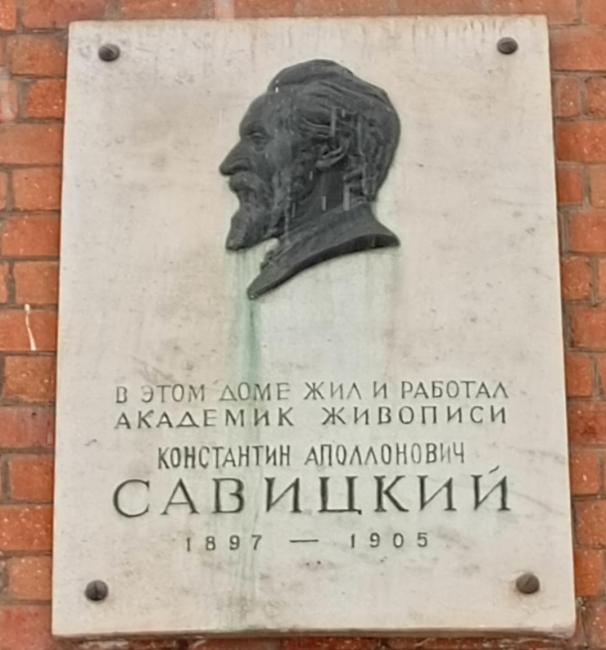 В ЭТОМ ДОМЕ ЖИЛ И РАБОТАЛ
АКАДЕМИК ЖИВОПИСИ
КОНСТАНТИН АПОЛЛОНОВИЧ
САВИЦКИЙ
1897 — 1905